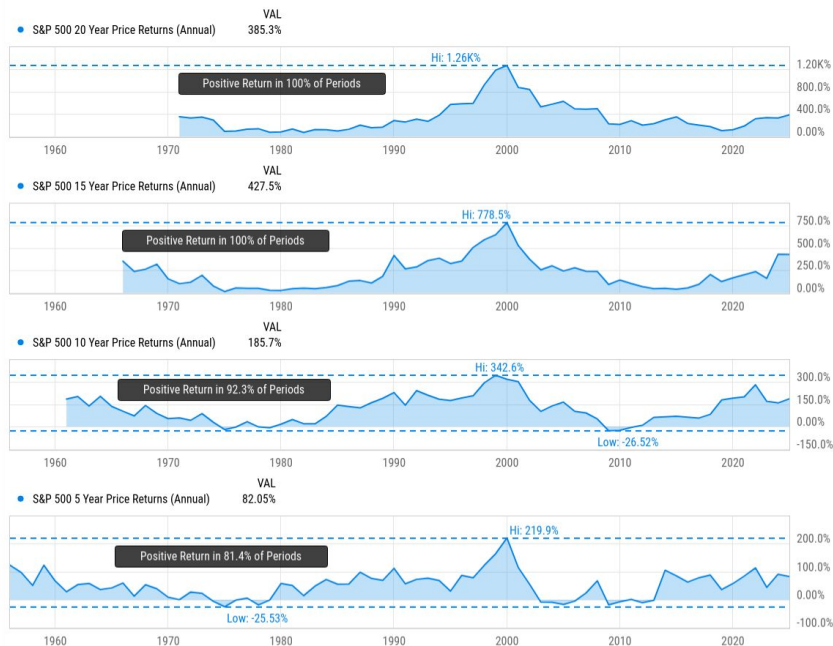 VAL
S&P 500 20 Year Price Returns (Annual) 385.3%
Hi: 1.26K%
Positive Return in 100% of Periods
1.20K%
800.0%
400.0%
0.00%
1960 1970 1980 1990 2000 2010 2020
VAL
S&P 500 15 Year Price Returns (Annual) 427.5%
Hi: 778.5%
Positive Return in 100% of Periods
750.0%
500.0%
250.0%
0.00%
1960 1970 1980 1990 2000 2010 2020
VAL
S&P 500 10 Year Price Returns (Annual) 185.7%
Hi: 342.6%
Positive Return in 92.3% of Periods
300.0%
150.0%
0.00%
Low: -26.52%
-150.0%
1960 1970 1980 1990 2000 2010 2020
VAL
S&P 500 5 Year Price Returns (Annual) 82.05%
Hi: 219.9%
Positive Return in 81.4% of Periods
200.0%
100.0%
0.00%
Low: -25.53%
-100.0%
1960 1970 1980 1990 2000 2010 2020